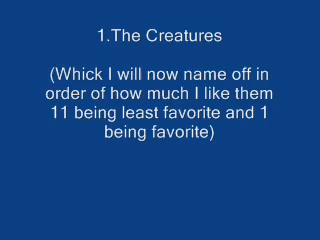 1.The Creatures
(Whick I will now name off in
order of how much I like them
11 being least favorite and 1
being favorite)